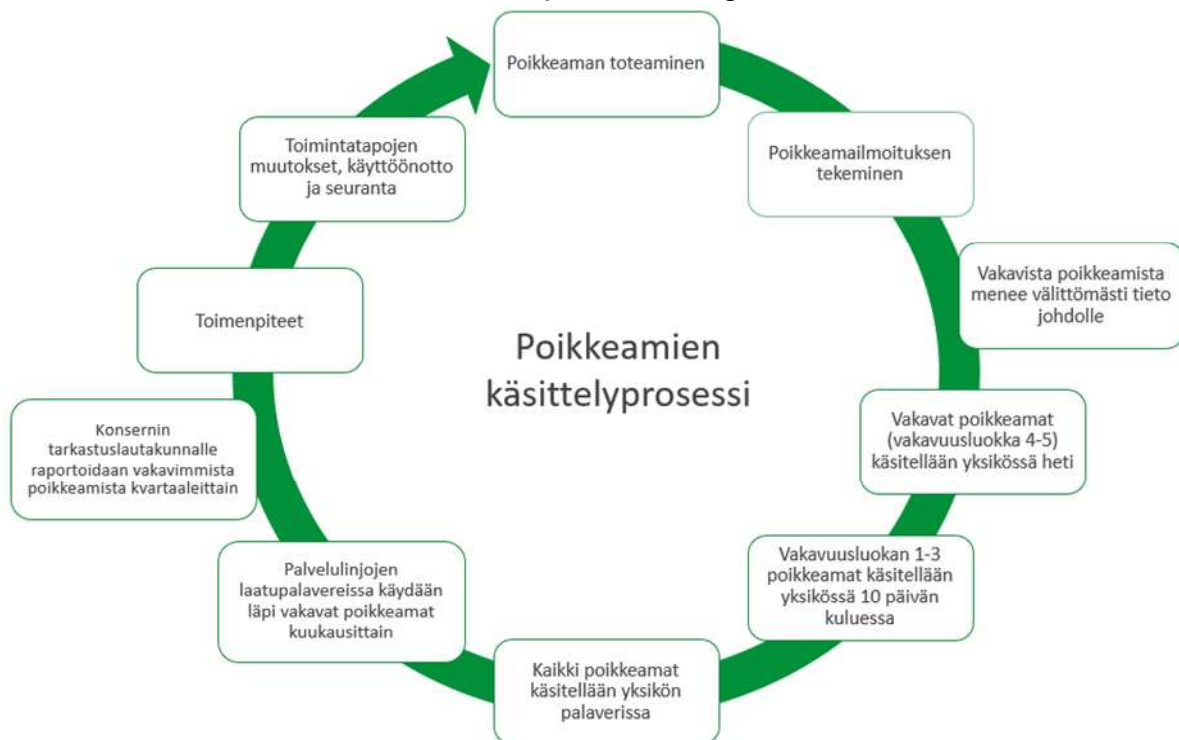 Poikkeaman toteaminen
Poikkeamailmoituksen
tekeminen
Vakavista poikkeamista
menee välittömästi tieto
johdolle
Vakavat poikkeamat
(vakavuusluokka 4-5)
käsitellään yksikössä heti
Vakavuusluokan 1-3
poikkeamat käsitellään
yksikössä 10 päivän
kuluessa
Kaikki poikkeamat
käsitellään yksikön
palaverissa
Palvelulinjojen
laatupalavereissa käydään
läpi vakavat poikkeamat
kuukausittain
Konsernin
tarkastuslautakunnalle
raportoidaan vakavimmista
poikkeamista kvartaaleittain
Toimenpiteet
Toimintatapojen
muutokset, käyttöönotto
ja seuranta
Poikkeamien
käsittelyprosessi